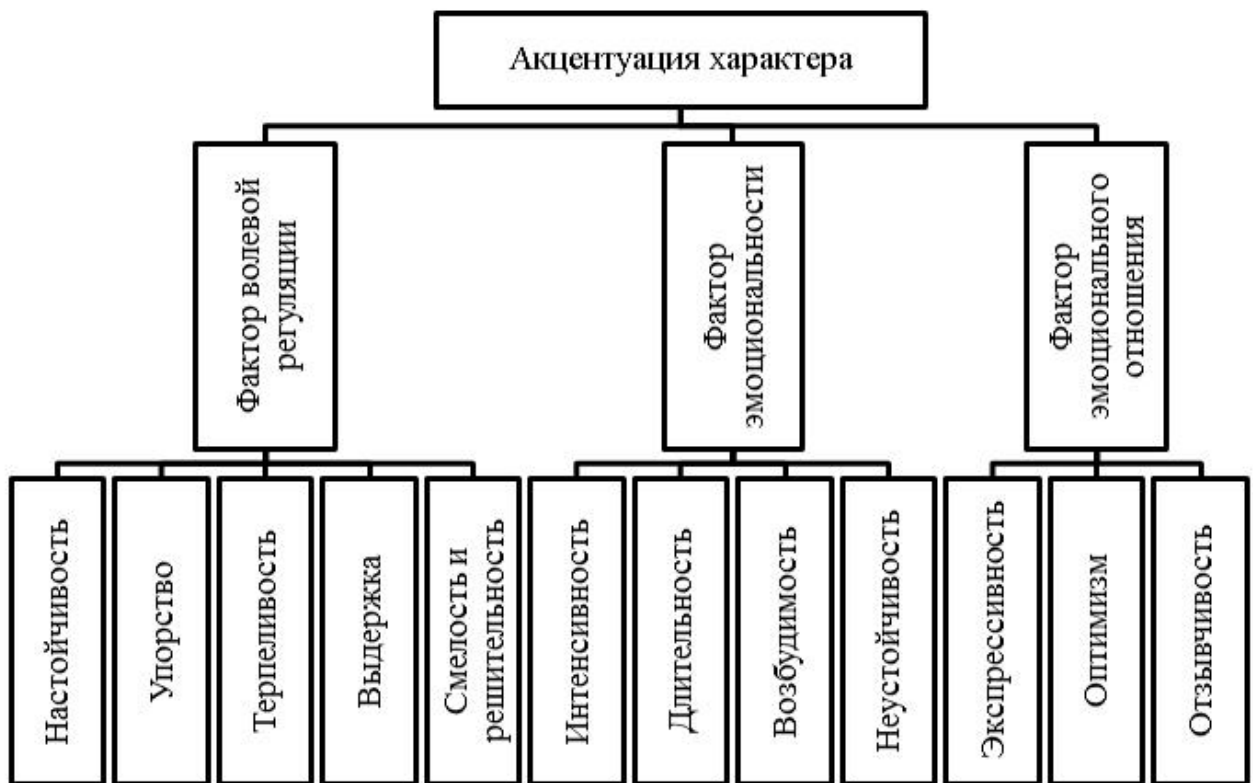 Акцентуация характера
Фактор волевой
регуляции
Фактор
эмоциональности
Фактор
эмоционального
отношения
Настойчивость
Упорство
Терпеливость
Выдержка
Смелость и
решительность
Интенсивность
Длительность
Возбудимость
Неустойчивость
Экспрессивность
Оптимизм
Отзывчивость